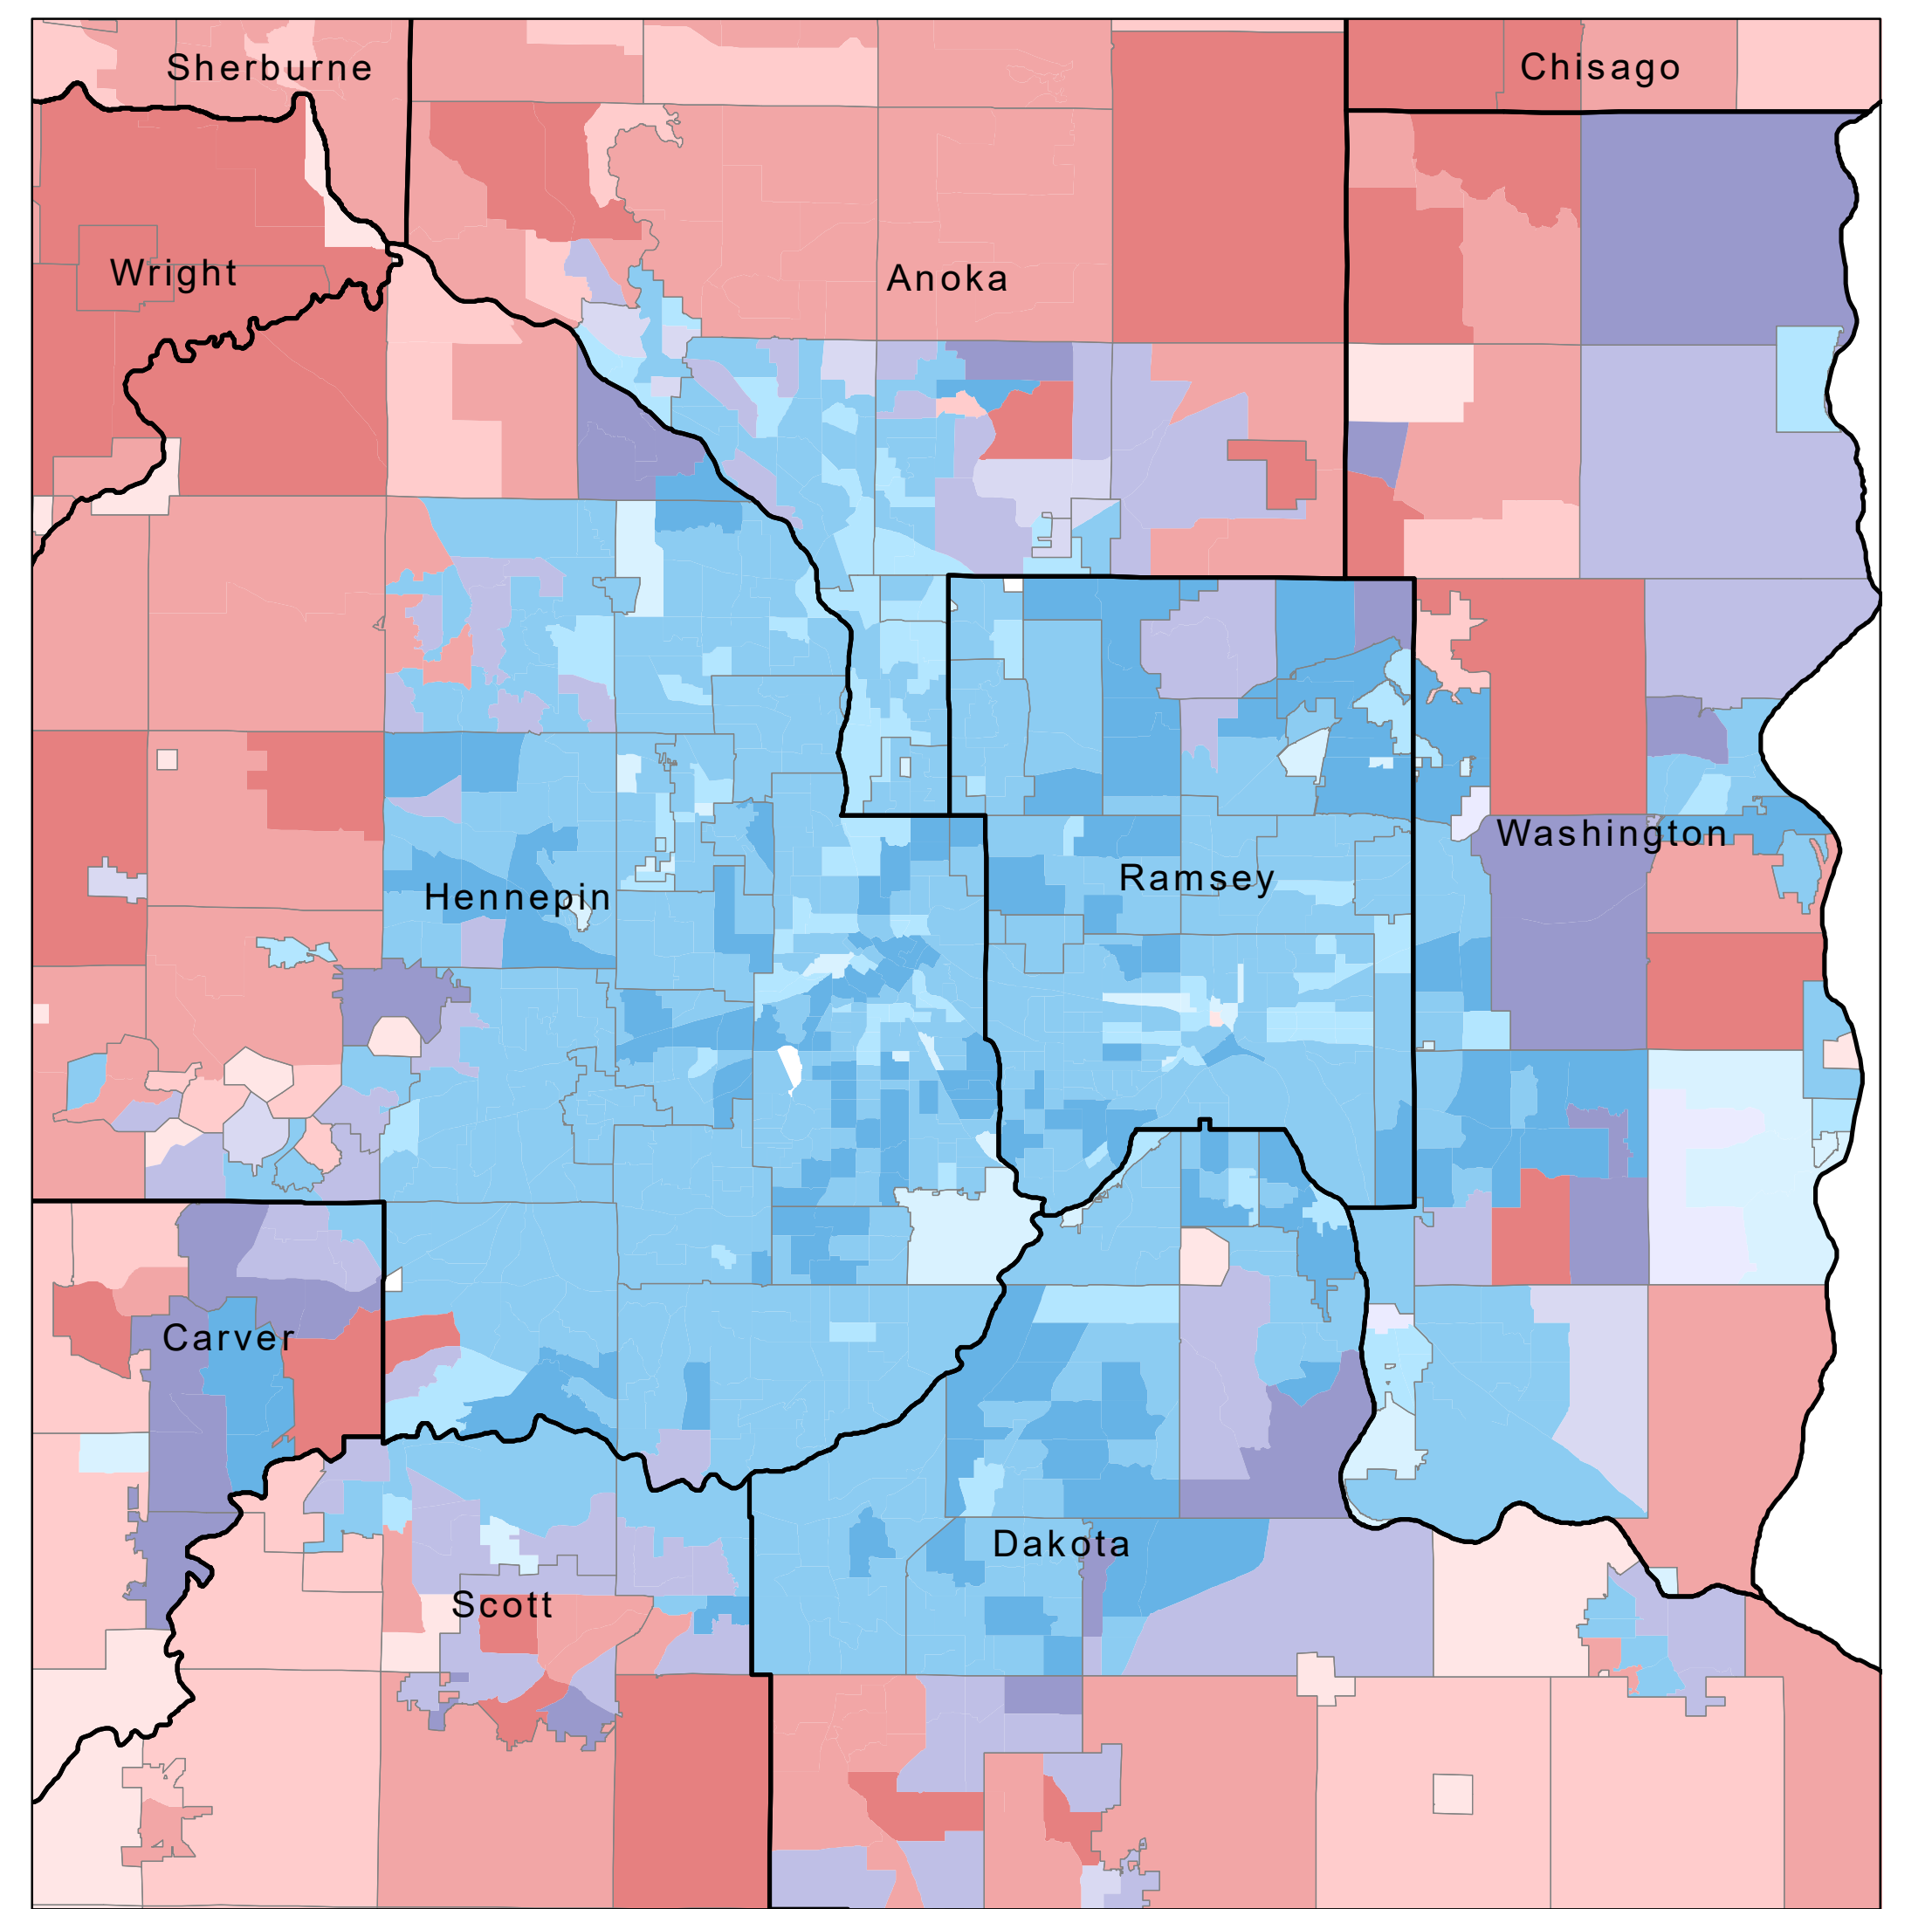 Sherburne
Chisago
Wright
Anoka
Washington
Ramsey
Hennepin
Carver
Dakota
Scott